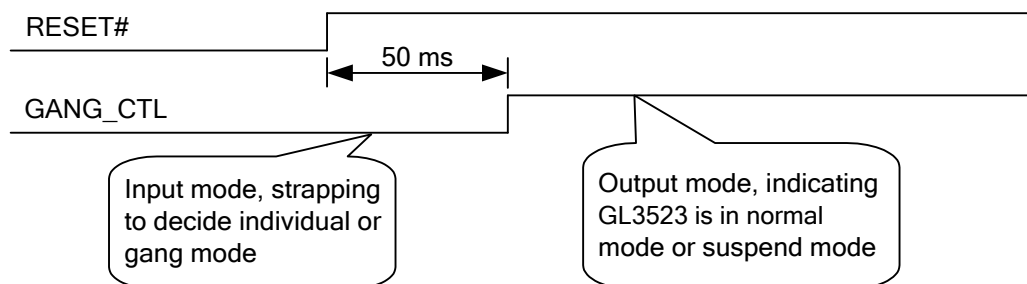 RESET#
50 ms
GANG_CTL
Input mode, strapping
to decide individual or
gang mode
Output mode, indicating
GL3523 is in normal
mode or suspend mode